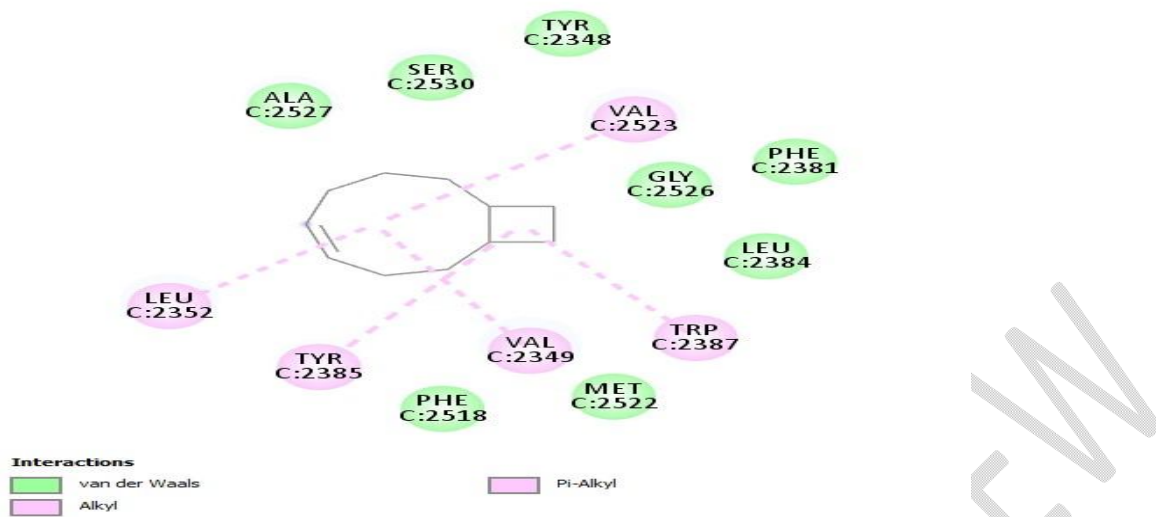 TYR
C:2348
SER
C:2530
ALA
C:2527
VAL
C:2523
PHE
C:2381
GLY
C:2526
LEU
C:2384
LEU
C:2352
TRP
C:2387
VAL
C:2349
TYR
C:2385
MET
C:2522
PHE
C:2518
Interactions
van der Waals
Pi-Alkyl
Alkyl